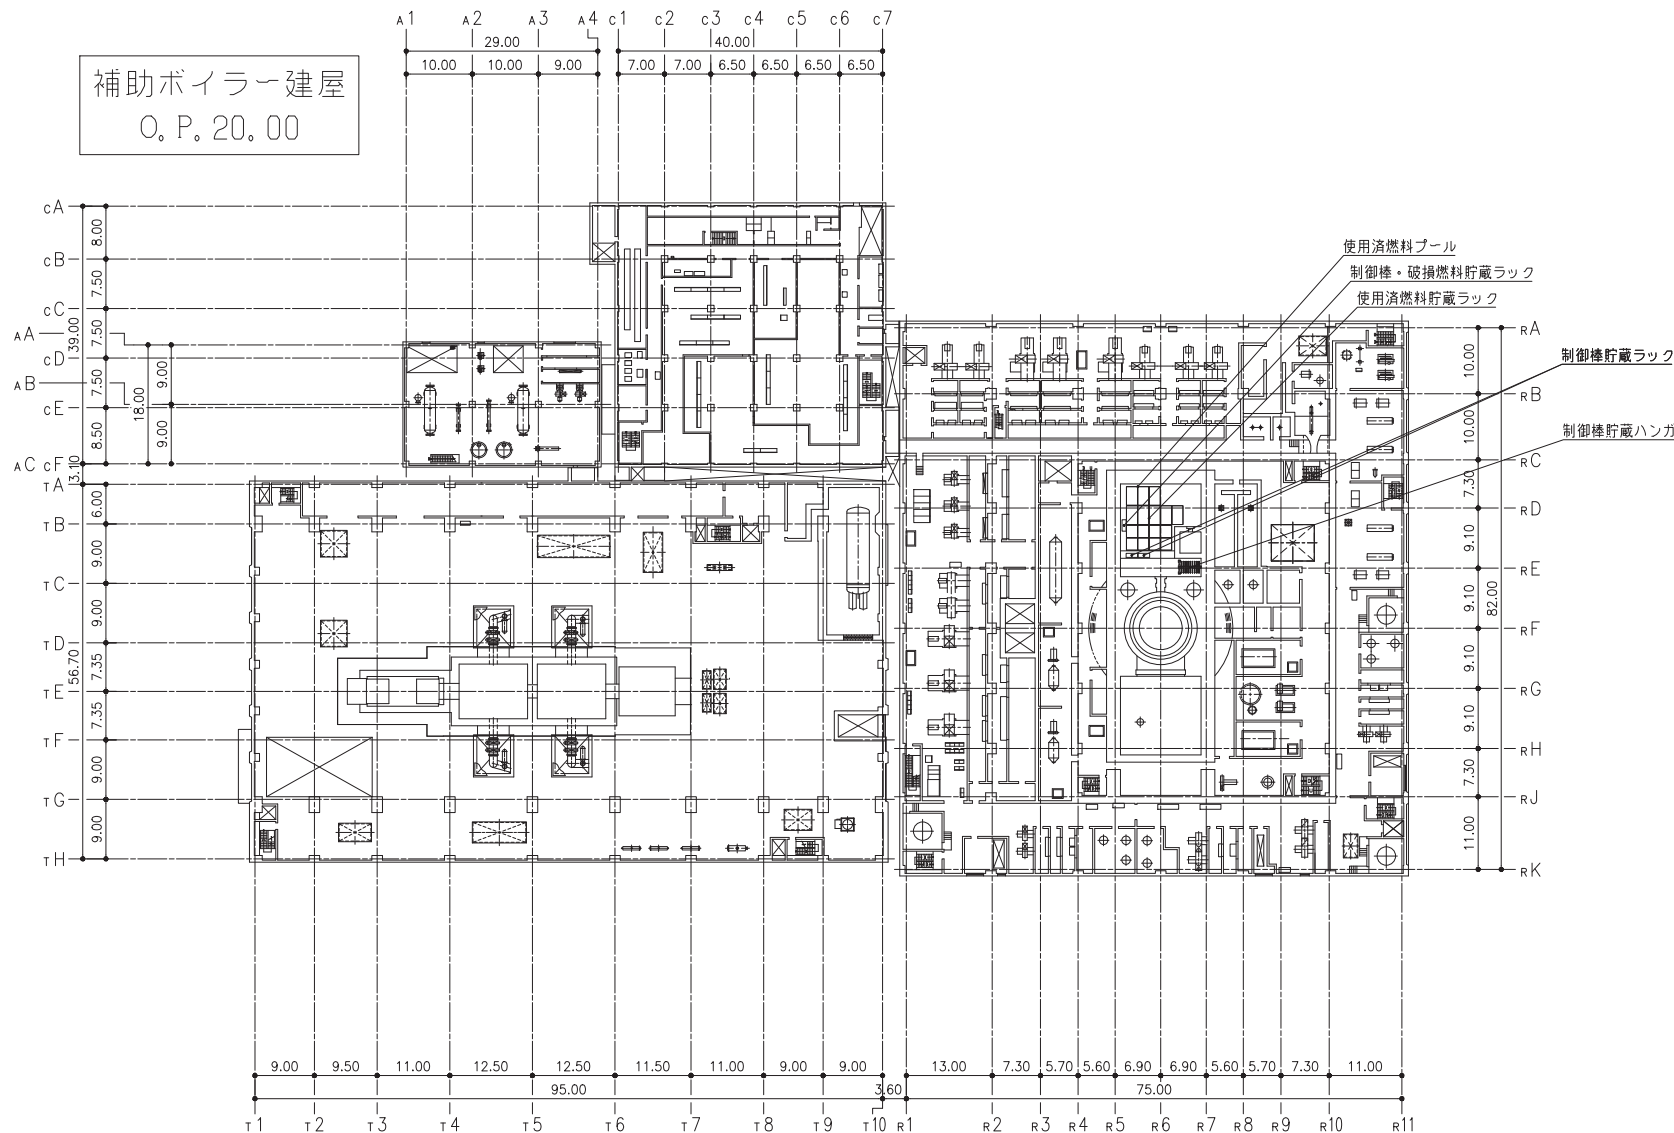 A1 A2 A3 A4 C1 C2 C3 C4 C5 C6 C7
29.00 40.00
10.00 10.00 9.00 7.00 7.00 6.50 6.50 6.50 6.50
補助ボイラー建屋
O.P.20.00
CA
8.00
CB
7.50
CC
AA
39.00
7.50
CD
AB
7.50
CE
8.50
AC CF
18.00
9.00
9.00
3.10
TA
6.00
TB
9.00
TC
9.00
TD
7.35
56.70
TE
7.35
TF
9.00
TG
9.00
TH
使用済燃料プール
制御棒・破損燃料貯蔵ラック
使用済燃料貯蔵ラック
制御棒貯蔵ラック
制御棒貯蔵ハンガ
RA
10.00
RB
10.00
RC
7.30
RD
9.10
RE
9.10
82.00
RF
9.10
RG
9.10
RH
7.30
RJ
11.00
RK
9.00 9.50 11.00 12.50 12.50 11.50 11.00 9.00 9.00 13.00 7.30 5.70 5.60 6.90 6.90 5.60 5.70 7.30 11.00
95.00 3.60 75.00
T1 T2 T3 T4 T5 T6 T7 T8 T9 T10 R1 R2 R3 R4 R5 R6 R7 R8 R9 R10 R11